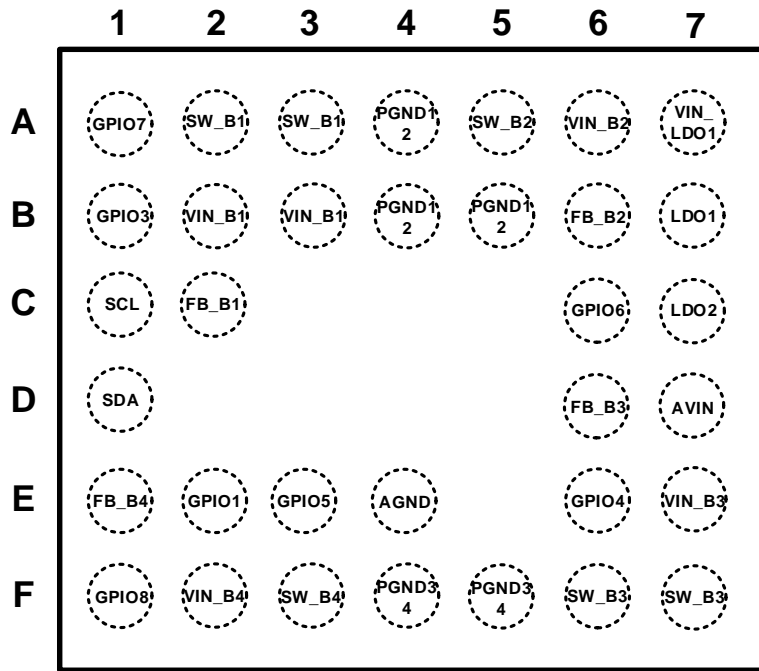 1 2 3 4 5 6 7
A GPIO7 SW_B1 SW_B1 PGND1 2 SW_B2 VIN_B2 VIN_ LDO1
B GPIO3 VIN_B1 VIN_B1 PGND1 2 PGND1 2 FB_B2 LDO1
C SCL FB_B1 GPIO6 LDO2
D SDA FB_B3 AVIN
E FB_B4 GPIO1 GPIO5 AGND GPIO4 VIN_B3
F GPIO8 VIN_B4 SW_B4 PGND3 4 PGND3 4 SW_B3 SW_B3